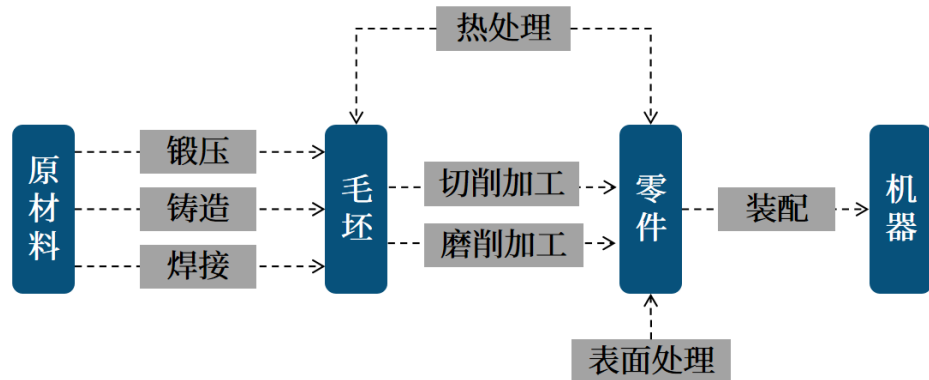 热处理
原材料
锻压
铸造
焊接
毛坯
切削加工
磨削加工
零件
装配
机器
表面处理